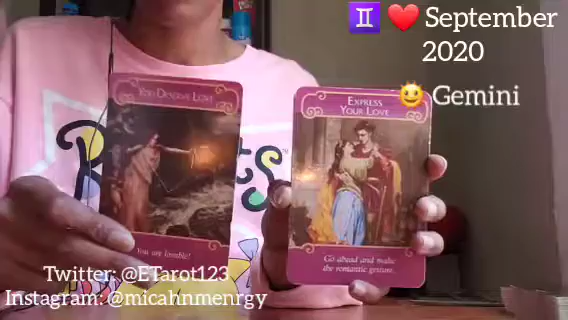 ♊ ❤️ September
2020
😃 Gemini
YOU DESERVE LOVE
You are lovable!
EXPRESS
YOUR LOVE
Go ahead and make
the romantic gesture.
Twitter: @ETarot123
Instagram: @micahnmenrgy